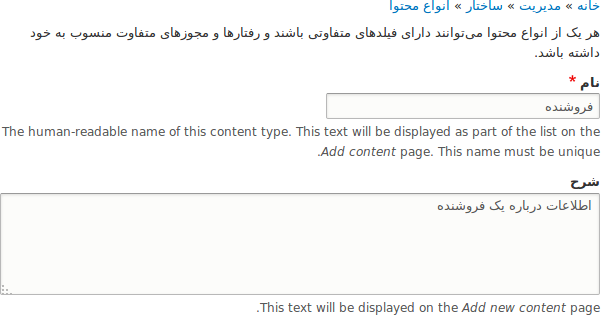 خانه » مدیریت » ساختار » انواع محتوا
هر یک از انواع محتوا می‌توانند دارای فیلدهای متفاوتی باشند و رفتارها و مجوزهای متفاوت منسوب به خود
داشته باشد.
نام *
فروشنده
The human-readable name of this content type. This text will be displayed as part of the list on the
Add content page. This name must be unique.
شرح
اطلاعات درباره یک فروشنده
This text will be displayed on the Add new content page.